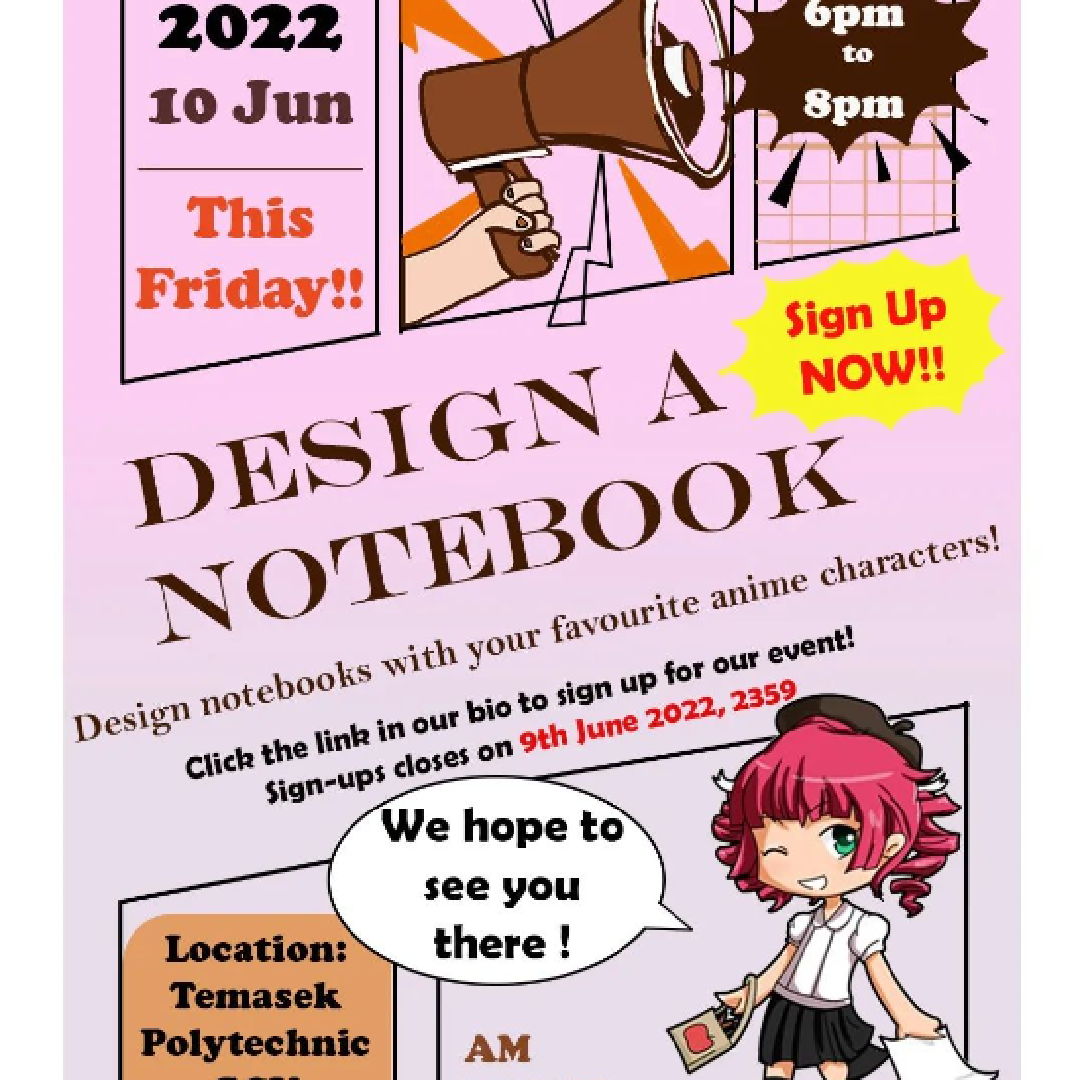 2022
10 Jun
This
Friday!!
6pm
to
8pm
Sign Up
NOW!!
DESIGN A
NOTEBOOK
Design notebooks with your favourite anime characters!
Click the link in our bio to sign up for our event!
Sign-ups closes on 9th June 2022, 2359
We hope to
see you
there !
Location:
Temasek
Polytechnic
AM